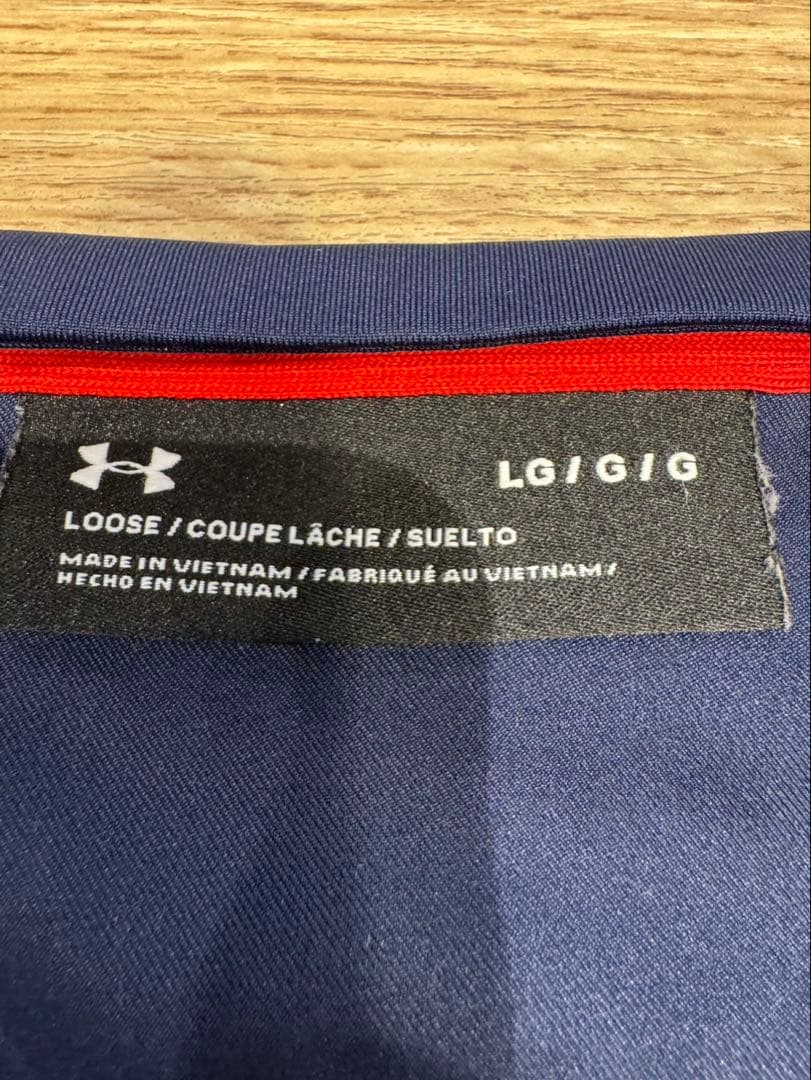 LG / G / G
LOOSE / COUPE LÂCHE / SUELTO
MADE IN VIETNAM / FABRIQUÉ AU VIETNAM /
HECHO EN VIETNAM